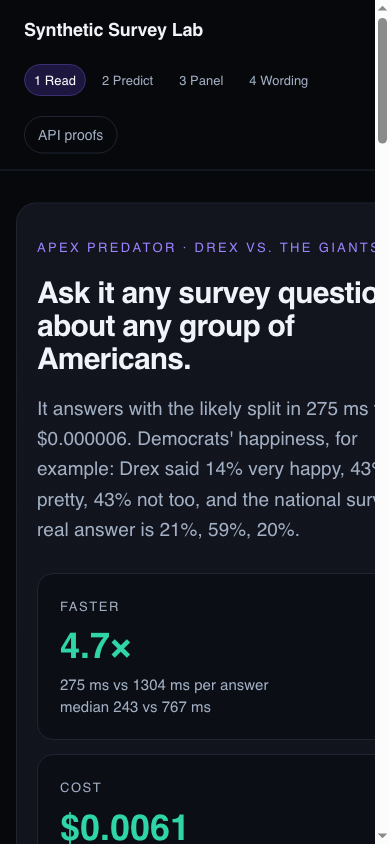 Synthetic Survey Lab
1 Read
2 Predict
3 Panel
4 Wording
API proofs
APEX PREDATOR · DREX VS. THE GIANTS
Ask it any survey questio
about any group of
Americans.
It answers with the likely split in 275 ms
$0.000006. Democrats' happiness, for
example: Drex said 14% very happy, 43%
pretty, 43% not too, and the national sur
real answer is 21%, 59%, 20%.
FASTER
4.7×
275 ms vs 1304 ms per answer
median 243 vs 767 ms
COST
$0.0061